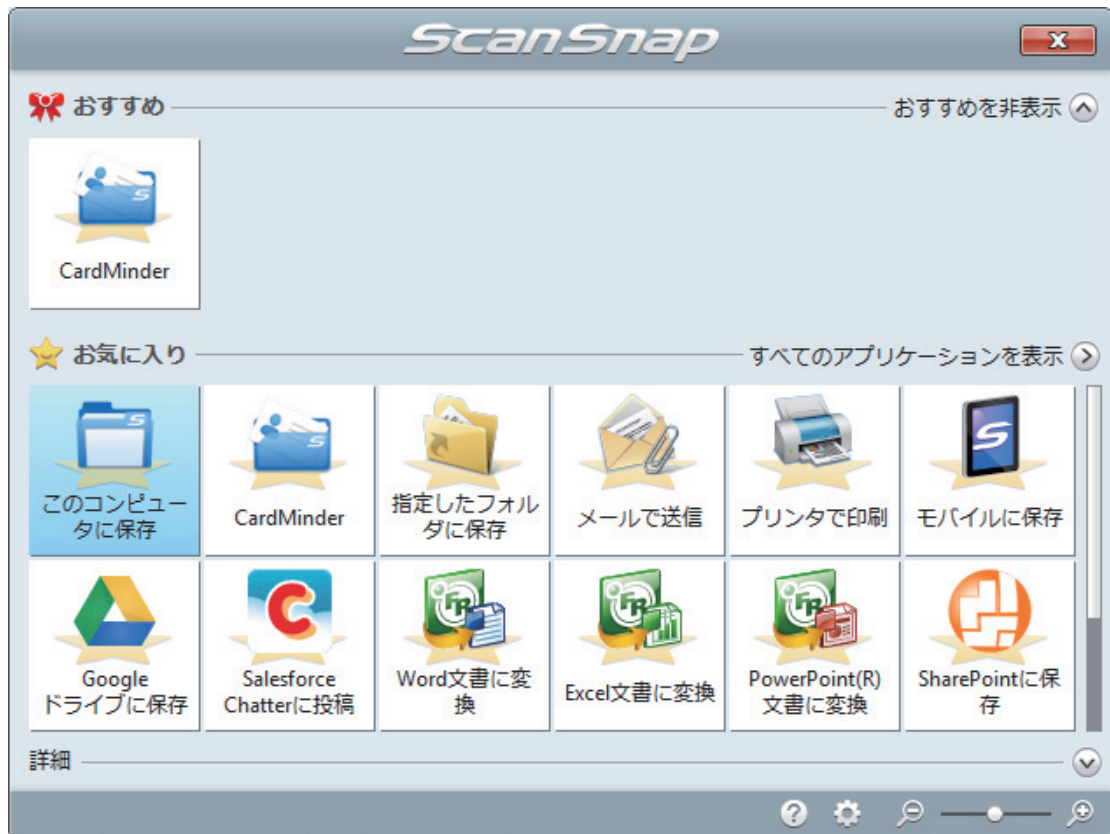 ScanSnap
X
おすすめ
おすすめを非表示
CardMinder
お気に入り
すべてのアプリケーションを表示
このコンピュー
タに保存
CardMinder
指定したフォル
ダに保存
メールで送信
プリンタで印刷
モバイルに保存
Google
ドライブに保存
Salesforce
Chatterに投稿
Word文書に変
換
Excel文書に変換
PowerPoint(R)
文書に変換
SharePointに保
存
詳細